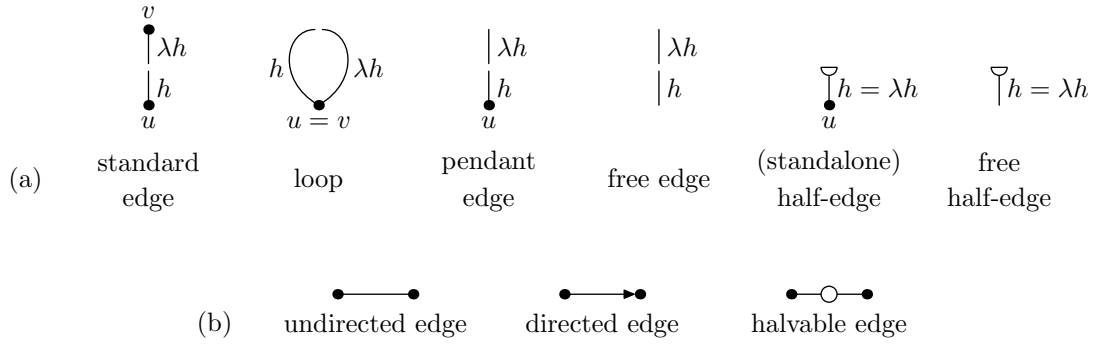 v
λh
h
u
h
λh
u = v
λh
h
u
λh
h
h = λh
u
h = λh
(a)
standard
edge
loop
pendant
edge
free edge
(standalone)
half-edge
free
half-edge
(b)
undirected edge
directed edge
halvable edge